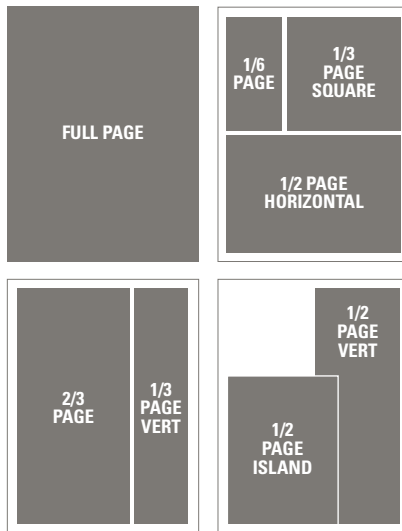 FULL PAGE
1/6
PAGE
1/3
PAGE
SQUARE
1/2 PAGE
HORIZONTAL
2/3
PAGE
1/3
PAGE
VERT
1/2
PAGE
VERT
1/2
PAGE
ISLAND